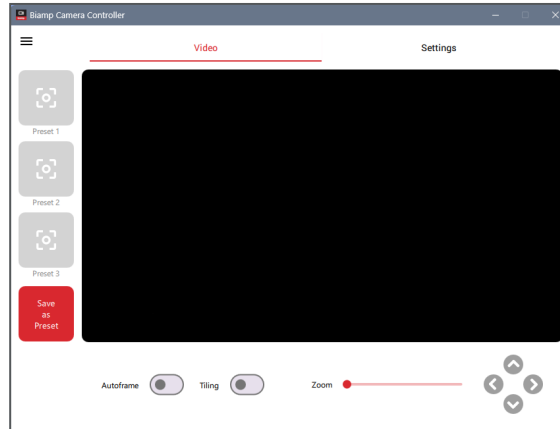 Biamp Camera Controller
Video
Settings
Preset 1
Preset 2
Preset 3
Save
as
Preset
Autoframe
Tiling
Zoom